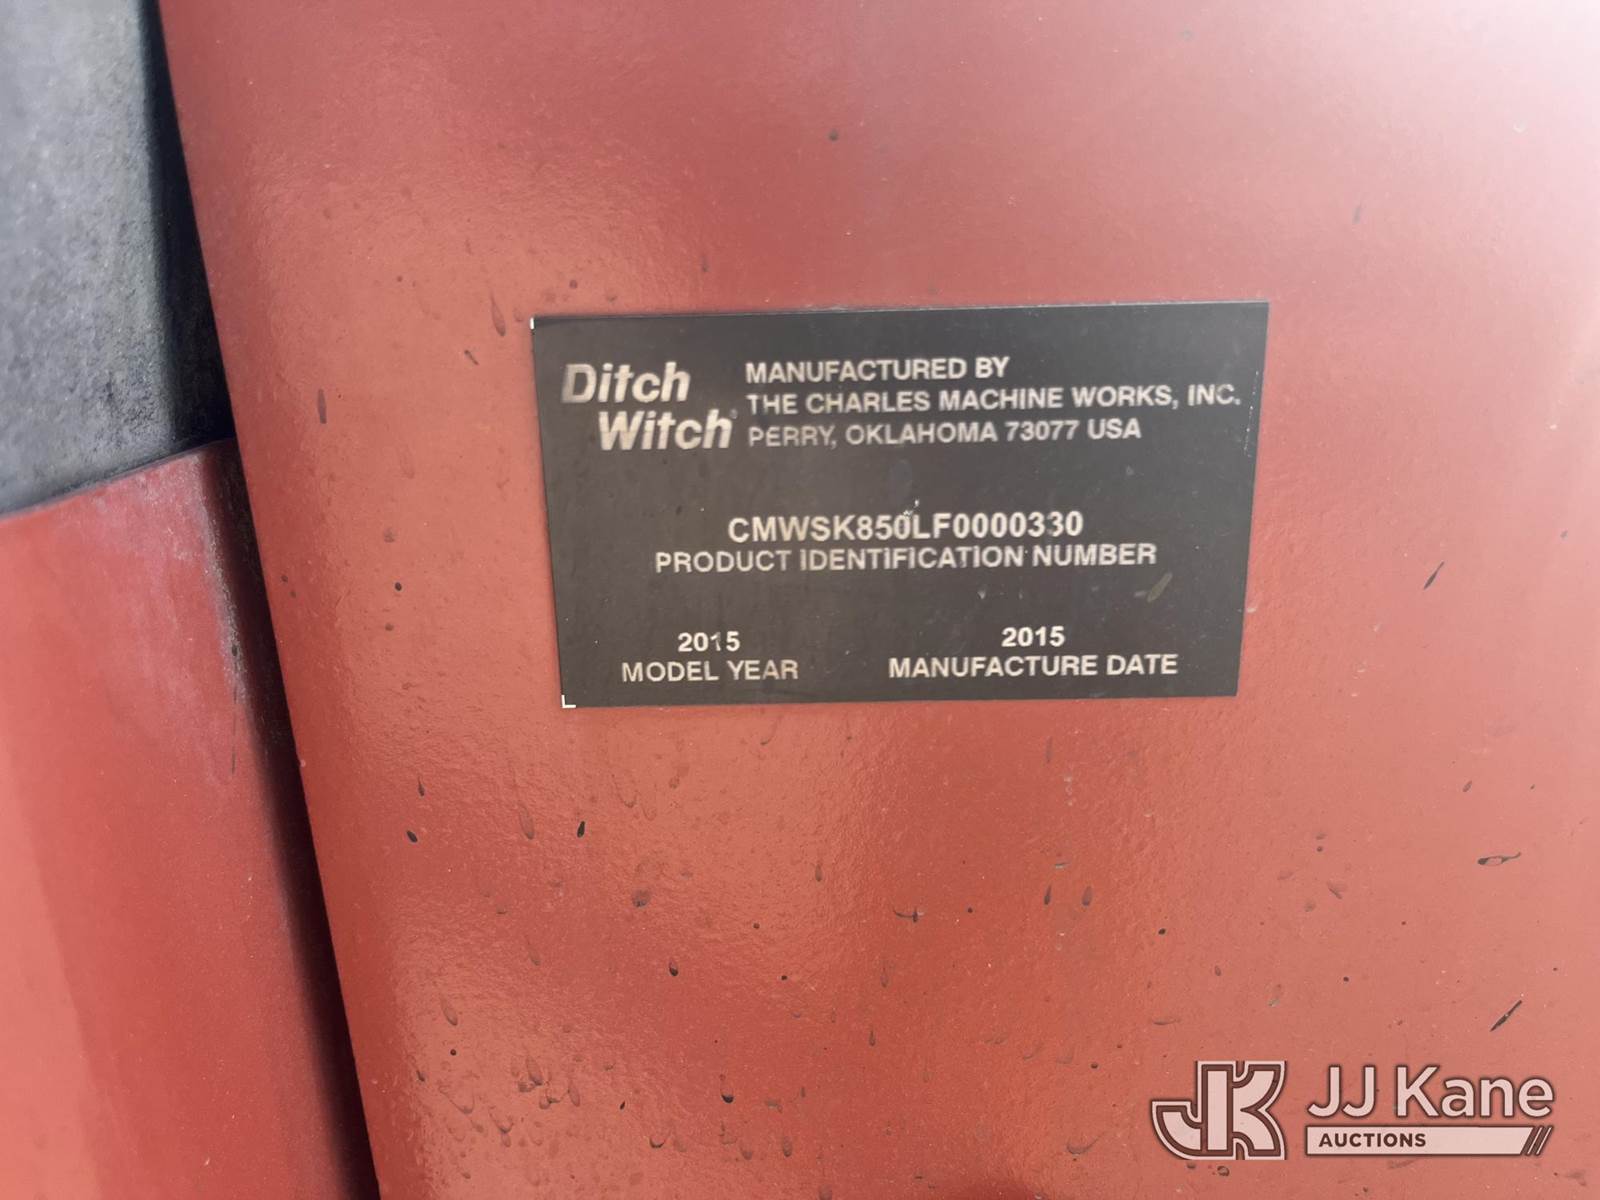 Ditch
Witch®
MANUFACTURED BY
THE CHARLES MACHINE WORKS, INC.
PERRY, OKLAHOMA 73077 USA
CMWSK850LF0000330
PRODUCT IDENTIFICATION NUMBER
2015
MODEL YEAR
2015
MANUFACTURE DATE
JK JJ Kane
AUCTIONS